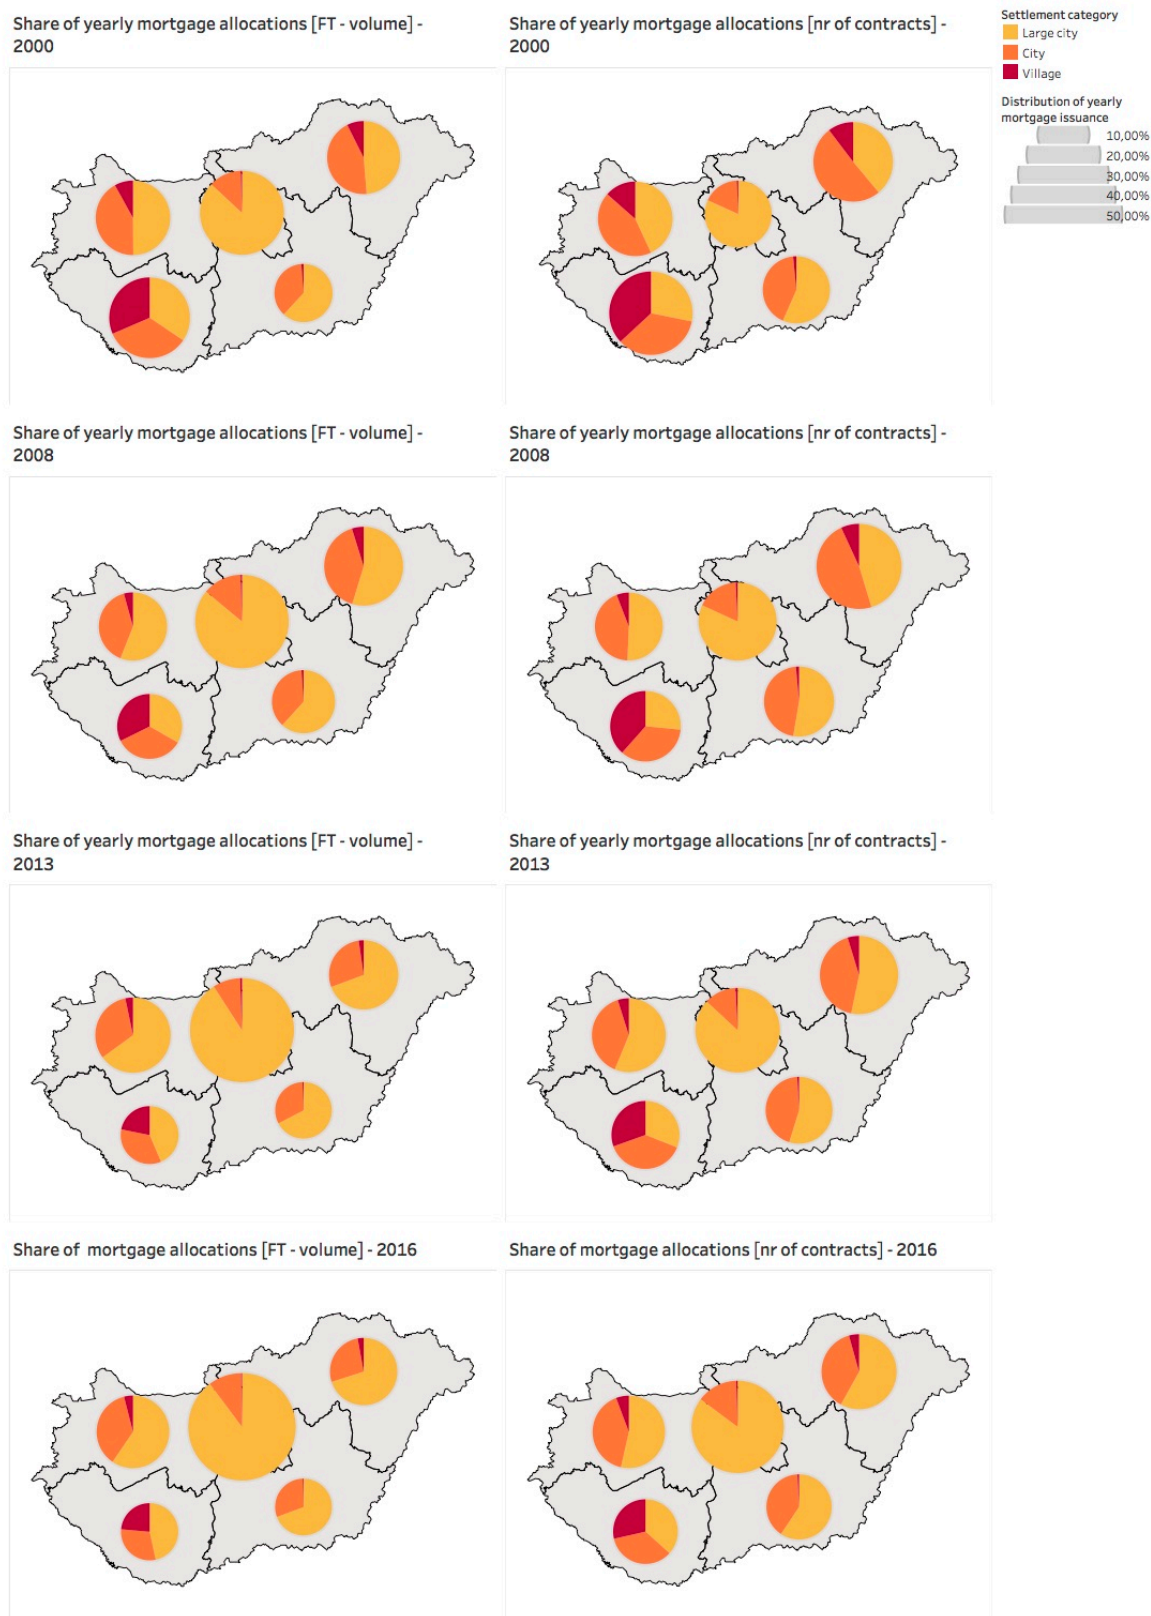 Share of yearly mortgage allocations [FT - volume] -
2000
Share of yearly mortgage allocations [nr of contracts] -
2000
Settlement category
Large city
City
Village
Distribution of yearly
mortgage issuance
10,00%
20,00%
30,00%
40,00%
50,00%
Share of yearly mortgage allocations [FT - volume] -
2008
Share of yearly mortgage allocations [nr of contracts] -
2008
Share of yearly mortgage allocations [FT - volume] -
2013
Share of yearly mortgage allocations [nr of contracts] -
2013
Share of  mortgage allocations [FT - volume] - 2016
Share of mortgage allocations [nr of contracts] - 2016